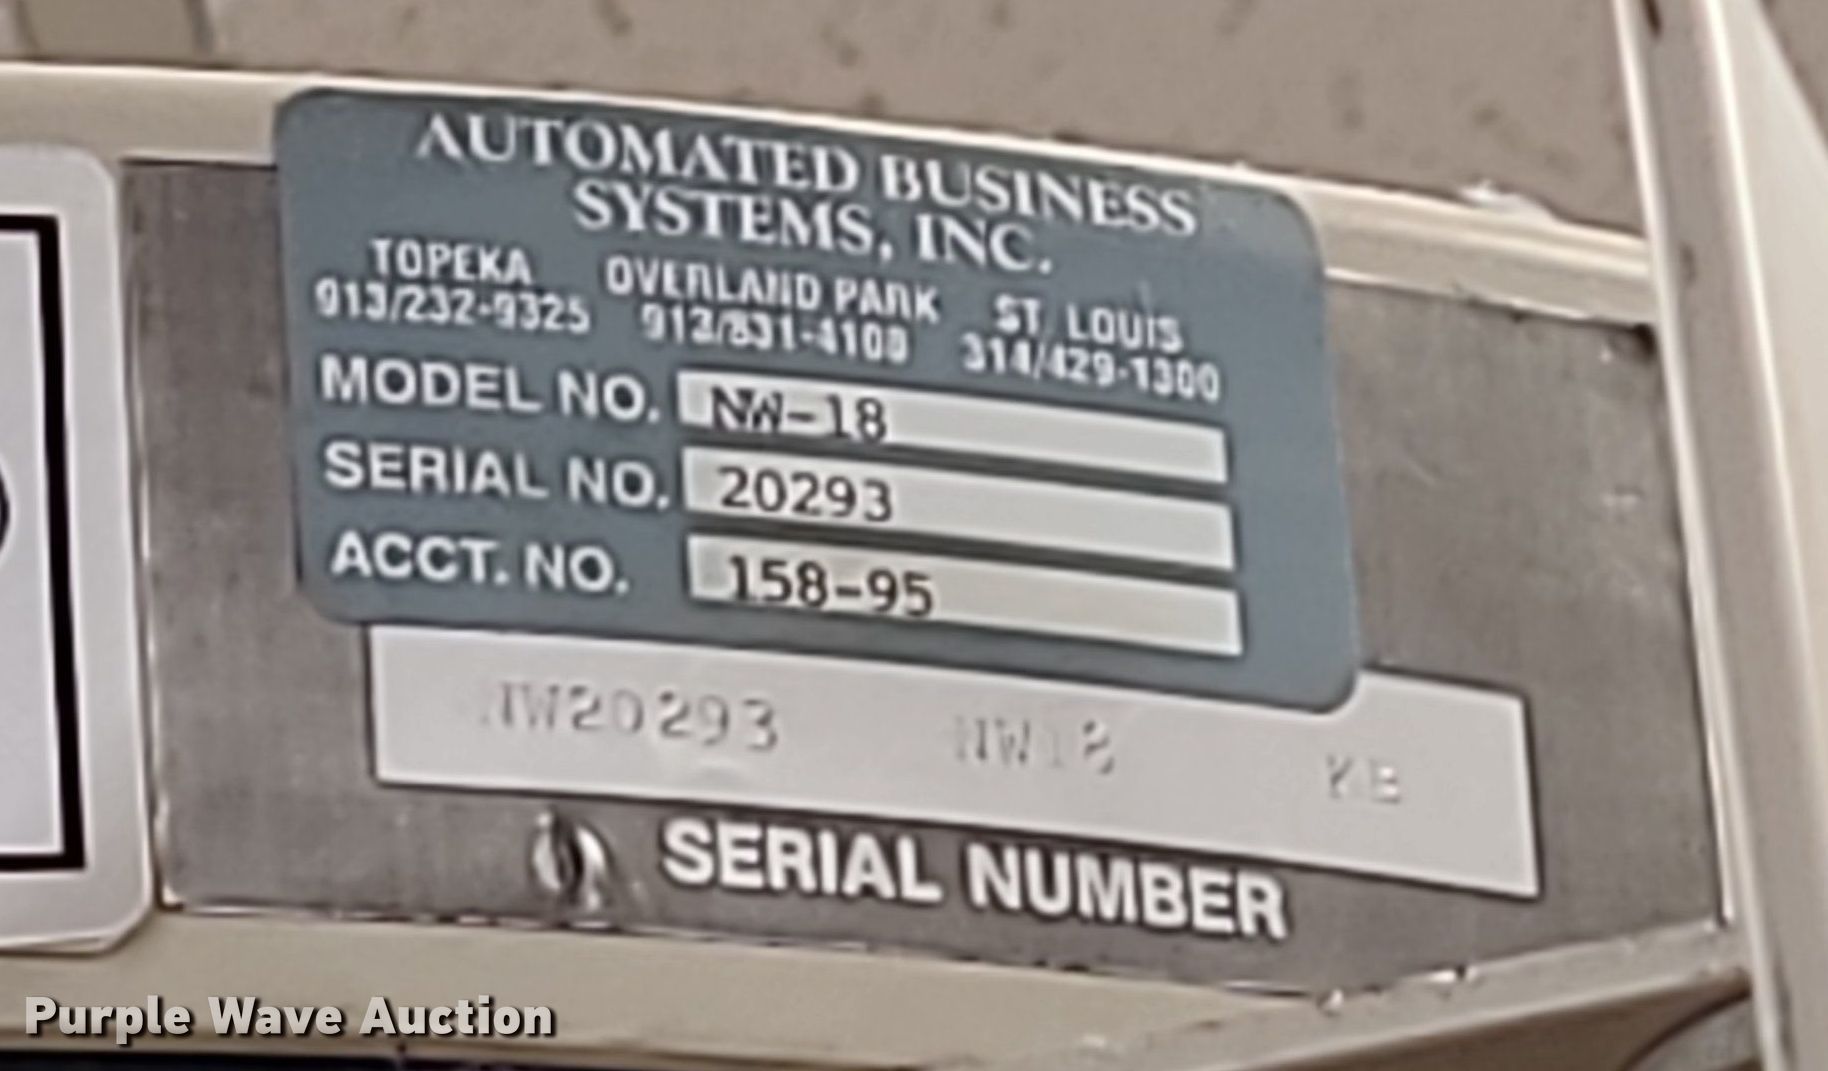 AUTOMATED BUSINESS
SYSTEMS, INC.
TOPEKA OVERLAND PARK ST. LOUIS
913/232-9325 913/831-4100 314/429-1300
MODEL NO. NW-18
SERIAL NO. 20293
ACCT. NO. 158-95
NW20293 NW18 KB
SERIAL NUMBER
Purple Wave Auction